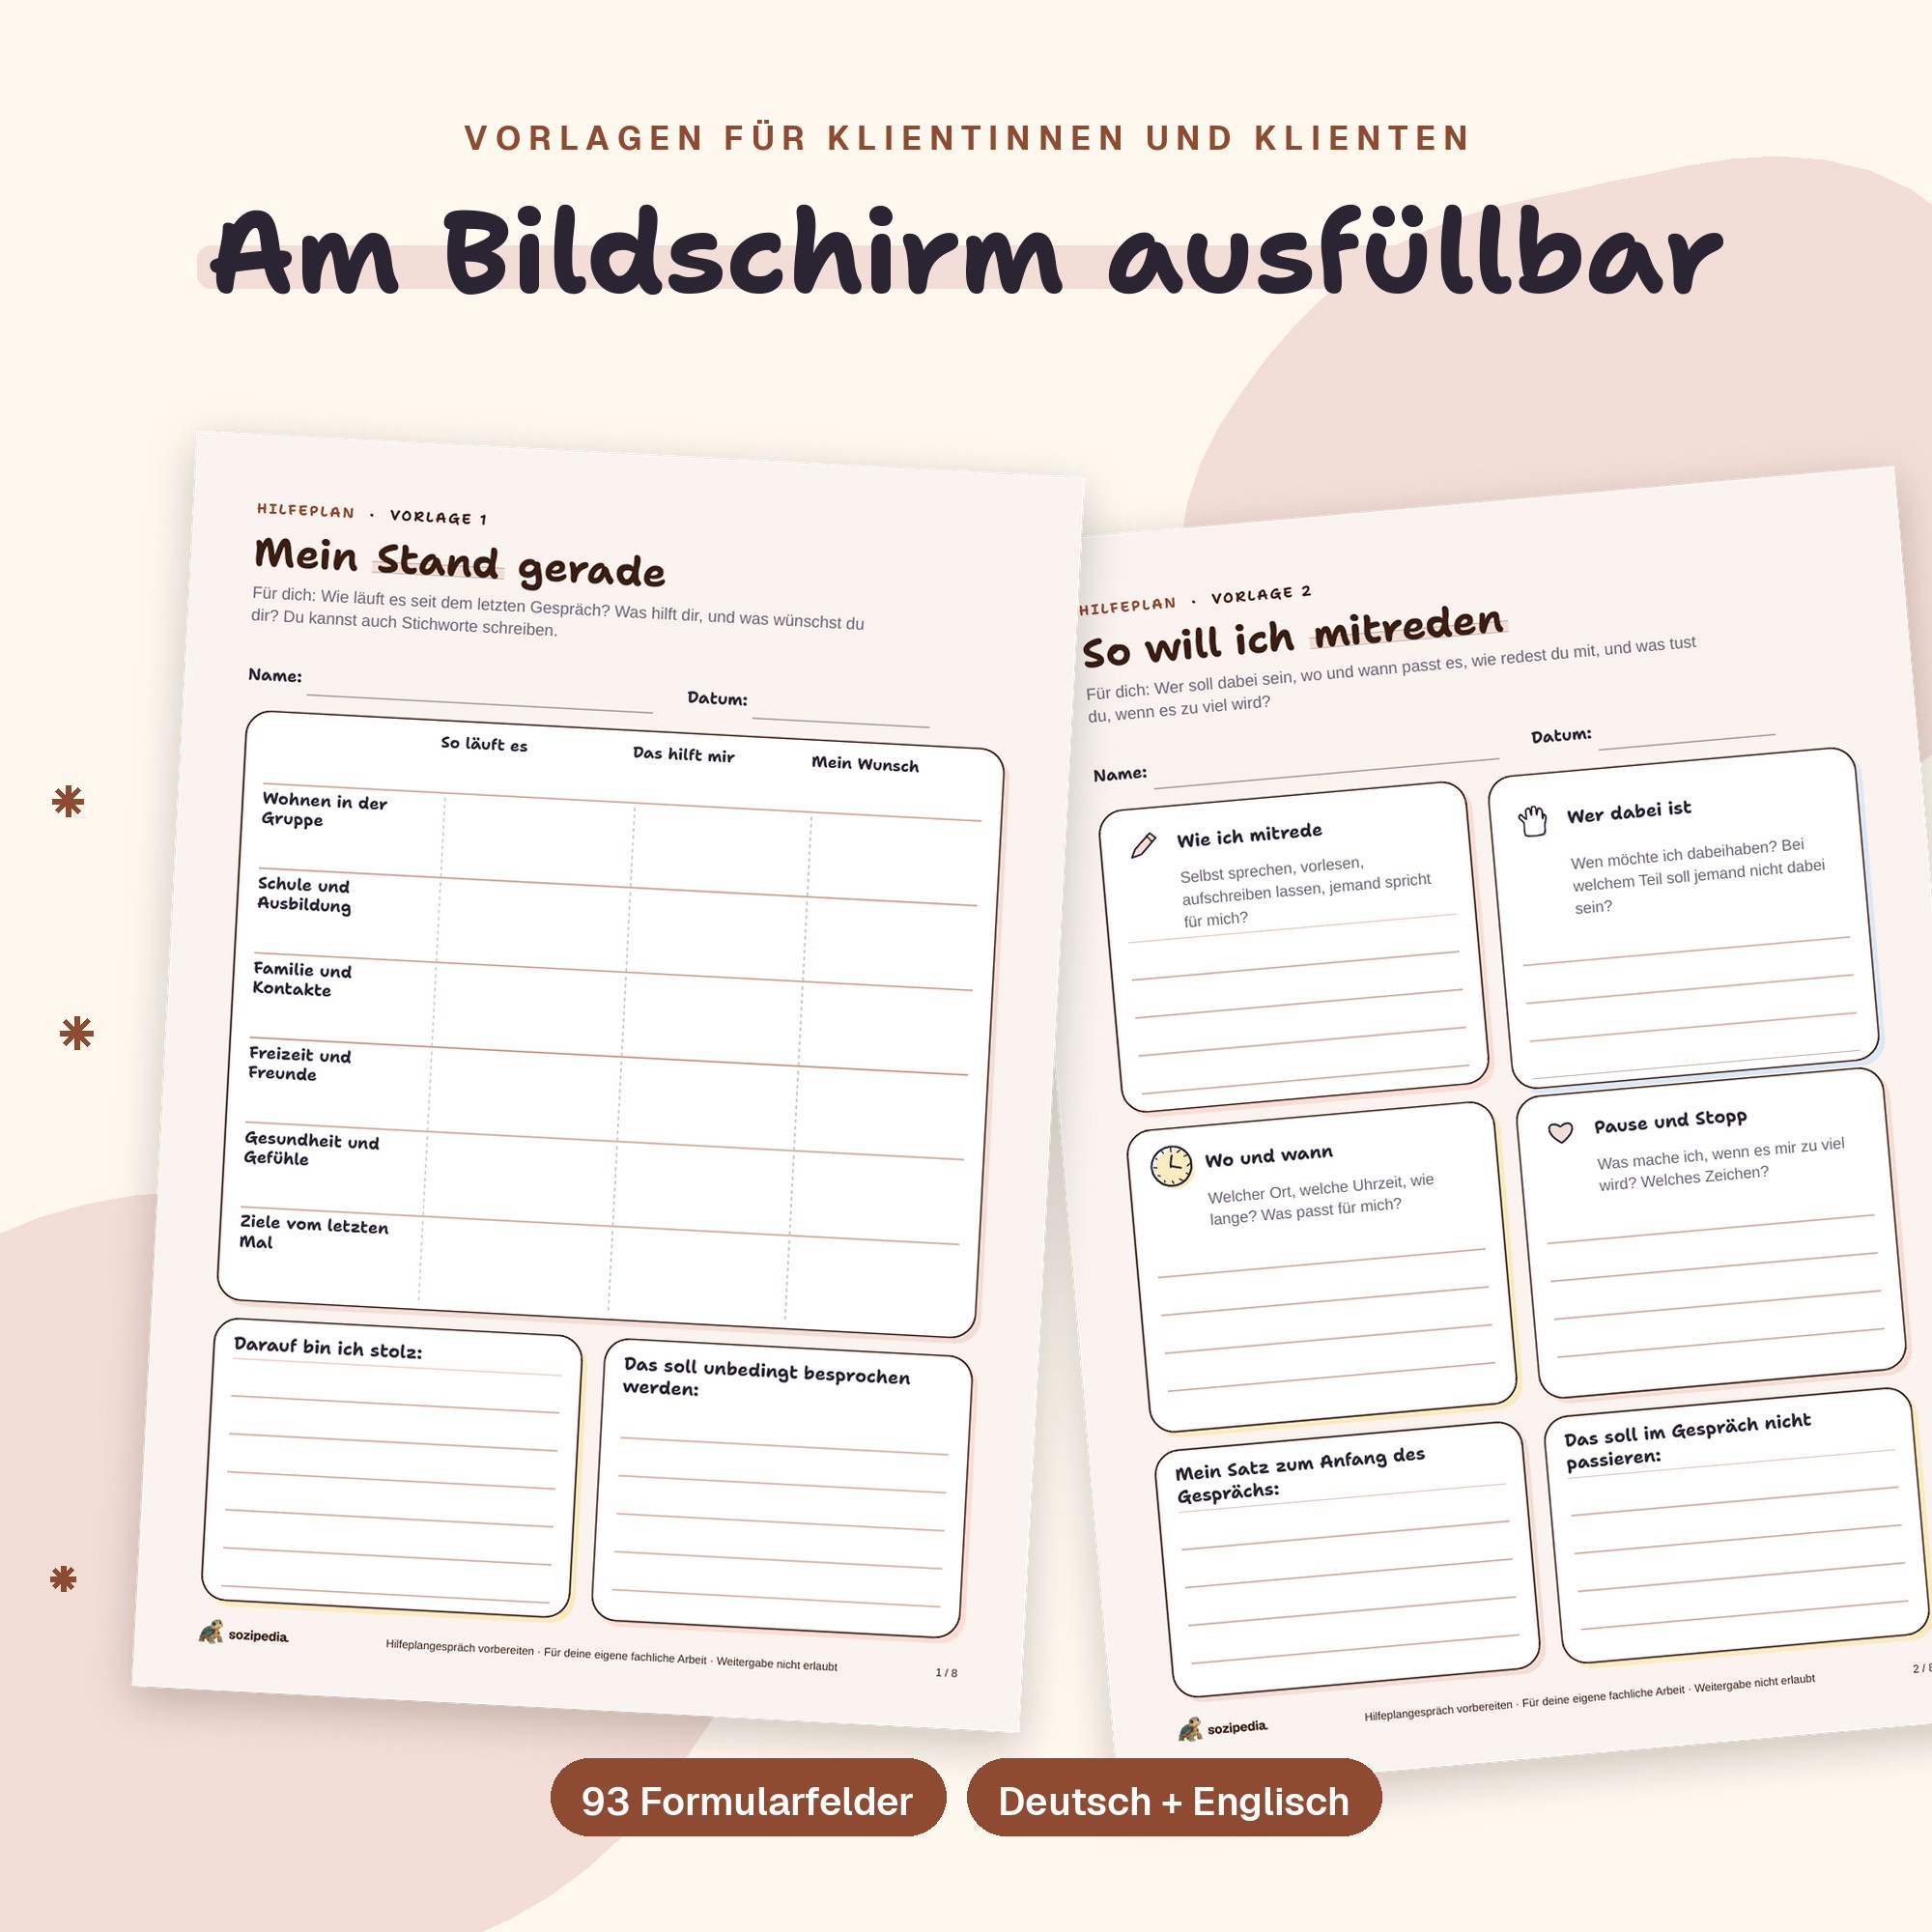 VORLAGEN FÜR KLIENTINNEN UND KLIENTEN
Am Bildschirm ausfüllbar
HILFEPLAN · VORLAGE 1
Mein Stand gerade
Für dich: Wie läuft es seit dem letzten Gespräch? Was hilft dir, und was wünschst du
dir? Du kannst auch Stichworte schreiben.
Name:
Datum:
So läuft es
Das hilft mir
Mein Wunsch
Wohnen in der
Gruppe
Schule und
Ausbildung
Familie und
Kontakte
Freizeit und
Freunde
Gesundheit und
Gefühle
Ziele vom letzten
Mal
Darauf bin ich stolz:
Das soll unbedingt besprochen
werden:
sozipedia.
Hilfeplangespräch vorbereiten · Für deine eigene fachliche Arbeit · Weitergabe nicht erlaubt
1 / 8
HILFEPLAN · VORLAGE 2
So will ich mitreden
Für dich: Wer soll dabei sein, wo und wann passt es, wie redest du mit, und was tust
du, wenn es zu viel wird?
Name:
Datum:
Wie ich mitrede
Selbst sprechen, vorlesen,
aufschreiben lassen, jemand spricht
für mich?
Wer dabei ist
Wen möchte ich dabeihaben? Bei
welchem Teil soll jemand nicht dabei
sein?
Wo und wann
Welcher Ort, welche Uhrzeit, wie
lange? Was passt für mich?
Pause und Stopp
Was mache ich, wenn es mir zu viel
wird? Welches Zeichen?
Mein Satz zum Anfang des
Gesprächs:
Das soll im Gespräch nicht
passieren:
sozipedia.
Hilfeplangespräch vorbereiten · Für deine eigene fachliche Arbeit · Weitergabe nicht erlaubt
2 / 8
93 Formularfelder
Deutsch + Englisch